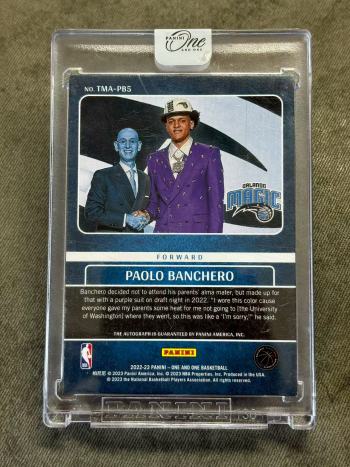 PANINI
One
AND ONE
NO. TMA-PB5
ORLANDO
MAGIC
FORWARD
PAOLO BANCHERO
Banchero decided not to attend his parents' alma mater, but made up for
that with a purple suit on draft night in 2022. "I wore this color cause
everyone gave my parents some heat for me not going to [the University
of Washington] where they went, so this was like a 'I'm sorry,'" he said.
THE AUTOGRAPH IS GUARANTEED BY PANINI AMERICA, INC.
PANINI
2022-23 PANINI – ONE AND ONE BASKETBALL
© 2023 Panini America, Inc. © 2023 NBA Properties, Inc. Produced in the USA.
© 2023 National Basketball Players Association. All rights reserved.